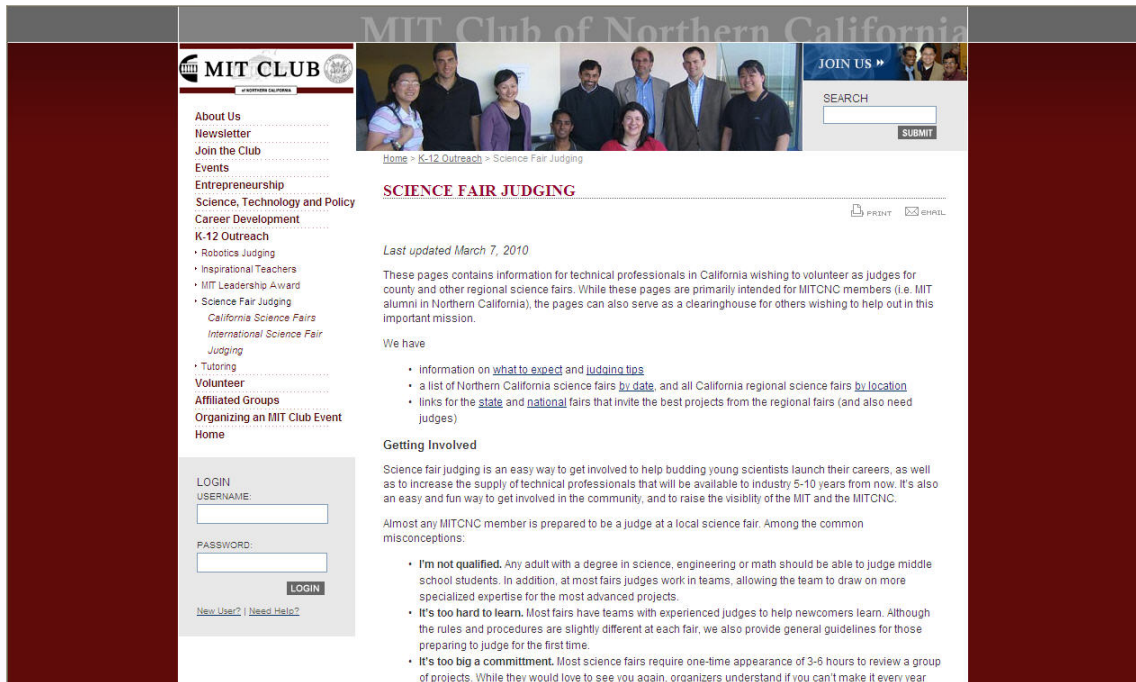 MIT Club of Northern California
MIT CLUB
of NORTHERN CALIFORNIA
JOIN US »
SEARCH
SUBMIT
About Us
Newsletter
Join the Club
Events
Entrepreneurship
Science, Technology and Policy
Career Development
K-12 Outreach
Robotics Judging
Inspirational Teachers
MIT Leadership Award
Science Fair Judging
California Science Fairs
International Science Fair
Judging
Tutoring
Volunteer
Affiliated Groups
Organizing an MIT Club Event
Home
LOGIN
USERNAME:
PASSWORD:
LOGIN
New User? | Need Help?
Home > K-12 Outreach > Science Fair Judging
SCIENCE FAIR JUDGING
PRINT EMAIL
Last updated March 7, 2010
These pages contains information for technical professionals in California wishing to volunteer as judges for
county and other regional science fairs. While these pages are primarily intended for MITCNC members (i.e. MIT
alumni in Northern California), the pages can also serve as a clearinghouse for others wishing to help out in this
important mission.
We have
• information on what to expect and judging tips
• a list of Northern California science fairs by date, and all California regional science fairs by location
• links for the state and national fairs that invite the best projects from the regional fairs (and also need
judges)
Getting Involved
Science fair judging is an easy way to get involved to help budding young scientists launch their careers, as well
as to increase the supply of technical professionals that will be available to industry 5-10 years from now. It's also
an easy and fun way to get involved in the community, and to raise the visiblity of the MIT and the MITCNC.
Almost any MITCNC member is prepared to be a judge at a local science fair. Among the common
misconceptions:
• I'm not qualified. Any adult with a degree in science, engineering or math should be able to judge middle
school students. In addition, at most fairs judges work in teams, allowing the team to draw on more
specialized expertise for the most advanced projects.
• It's too hard to learn. Most fairs have teams with experienced judges to help newcomers learn. Although
the rules and procedures are slightly different at each fair, we also provide general guidelines for those
preparing to judge for the first time.
• It's too big a committment. Most science fairs require one-time appearance of 3-6 hours to review a group
of projects. While they would love to see you again, organizers understand if you can't make it every year